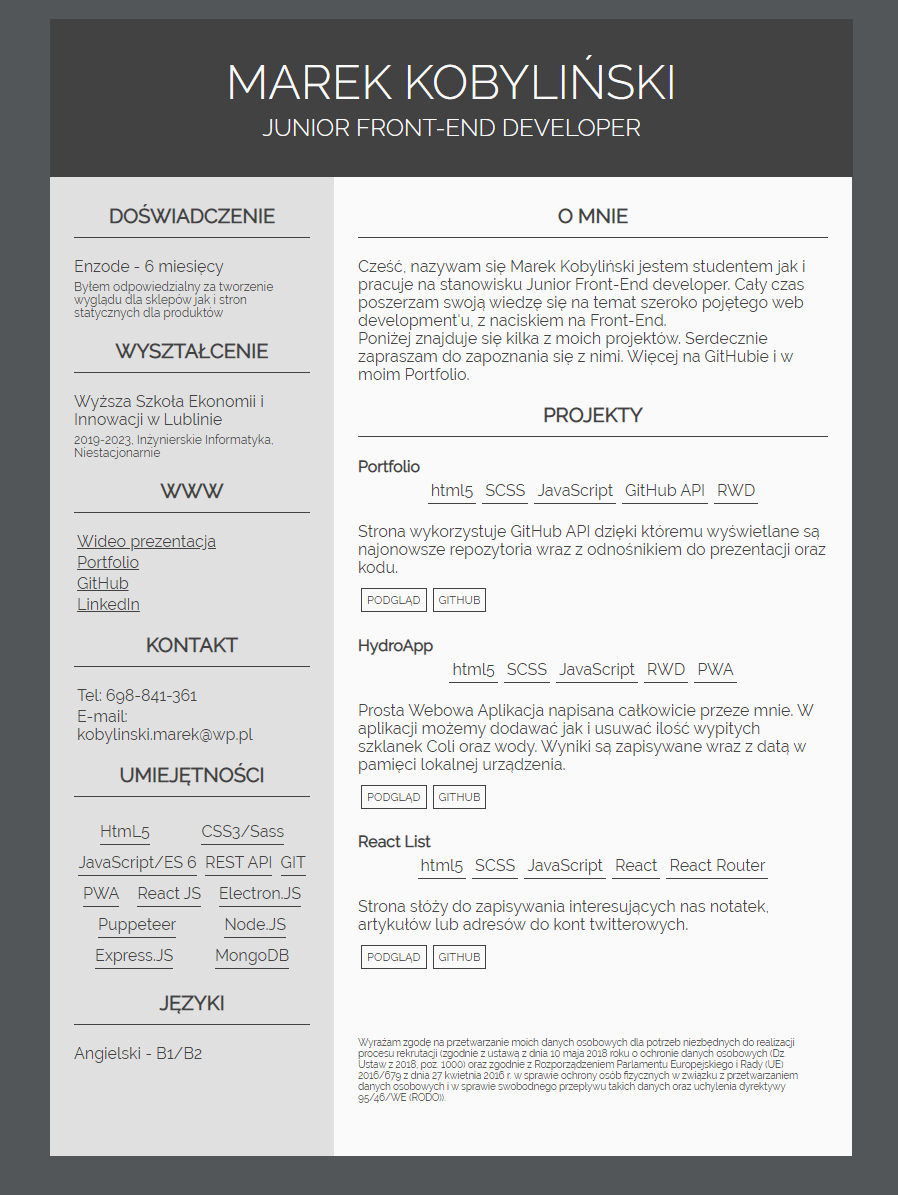 MAREK KOBYLIŃSKI
JUNIOR FRONT-END DEVELOPER
DOŚWIADCZENIE
Enzode - 6 miesięcy
Byłem odpowiedzialny za tworzenie
wyglądu dla sklepów jak i stron
statycznych dla produktów
WYSZTAŁCENIE
Wyższa Szkoła Ekonomii i
Innowacji w Lublinie
2019-2023, Inżynierskie Informatyka,
Niestacjonarnie
WWW
Wideo prezentacja
Portfolio
GitHub
LinkedIn
KONTAKT
Tel: 698-841-361
E-mail:
kobylinski.marek@wp.pl
UMIEJĘTNOŚCI
HtmL5 CSS3/Sass
JavaScript/ES 6 REST API GIT
PWA React JS Electron.JS
Puppeteer Node.JS
Express.JS MongoDB
JĘZYKI
Angielski - B1/B2
O MNIE
Cześć, nazywam się Marek Kobyliński jestem studentem jak i
pracuje na stanowisku Junior Front-End developer. Cały czas
poszerzam swoją wiedzę się na temat szeroko pojętego web
development'u, z naciskiem na Front-End.
Poniżej znajduje się kilka z moich projektów. Serdecznie
zapraszam do zapoznania się z nimi. Więcej na GitHubie i w
moim Portfolio.
PROJEKTY
Portfolio
html5 SCSS JavaScript GitHub API RWD
Strona wykorzystuje GitHub API dzięki któremu wyświetlane są
najonowsze repozytoria wraz z odnośnikiem do prezentacji oraz
kodu.
PODGLĄD GITHUB
HydroApp
html5 SCSS JavaScript RWD PWA
Prosta Webowa Aplikacja napisana całkowicie przeze mnie. W
aplikacji możemy dodawać jak i usuwać ilość wypitych
szklanek Coli oraz wody. Wyniki są zapisywane wraz z datą w
pamięci lokalnej urządzenia.
PODGLĄD GITHUB
React List
html5 SCSS JavaScript React React Router
Strona słóży do zapisywania interesujących nas notatek,
artykułów lub adresów do kont twitterowych.
PODGLĄD GITHUB
Wyrażam zgodę na przetwarzanie moich danych osobowych dla potrzeb niezbędnych do realizacji
procesu rekrutacji (zgodnie z ustawą z dnia 10 maja 2018 roku o ochronie danych osobowych (Dz.
Ustaw z 2018, poz. 1000) oraz zgodnie z Rozporządzeniem Parlamentu Europejskiego i Rady (UE)
2016/679 z dnia 27 kwietnia 2016 r. w sprawie ochrony osób fizycznych w związku z przetwarzaniem
danych osobowych i w sprawie swobodnego przepływu takich danych oraz uchylenia dyrektywy
95/46/WE (RODO)).